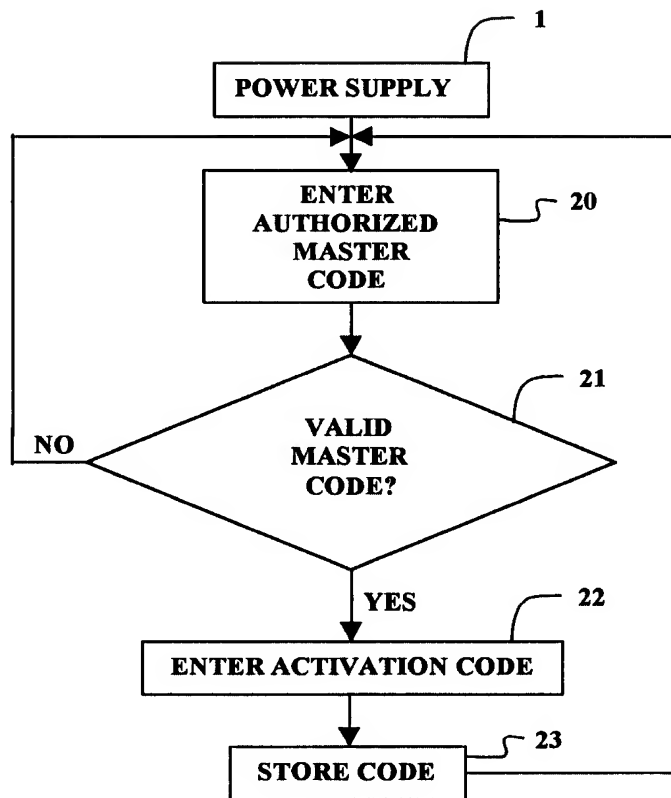 1
POWER SUPPLY
ENTER
AUTHORIZED
MASTER
CODE
20
21
VALID
MASTER
CODE?
NO
YES
22
ENTER ACTIVATION CODE
23
STORE CODE